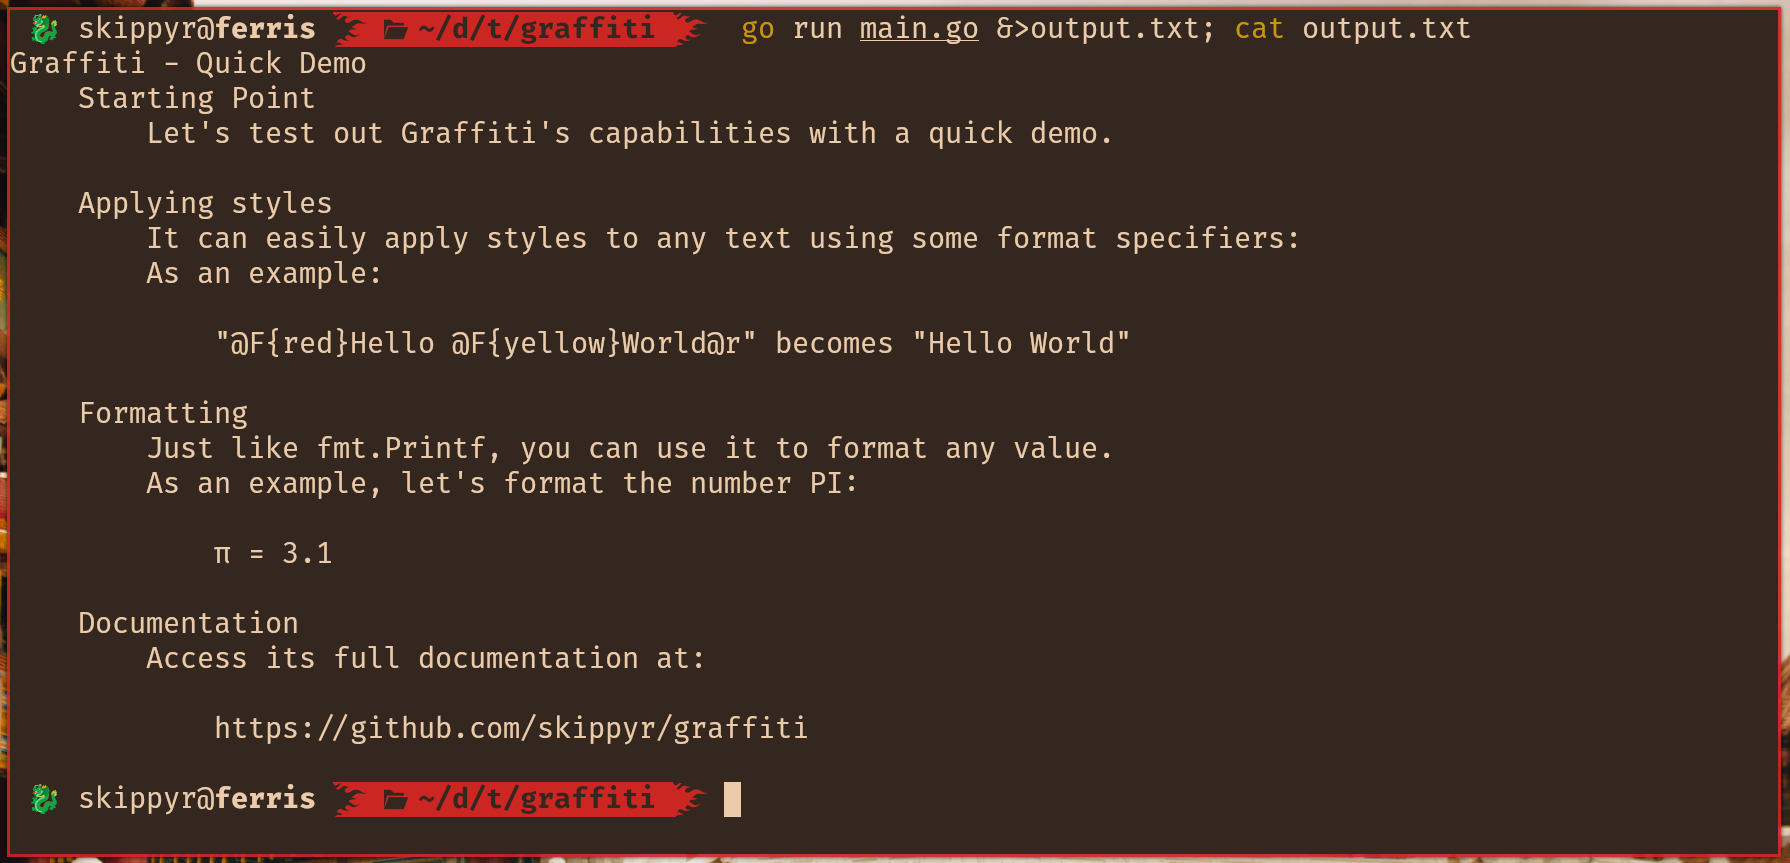 skippyr@ferris ~/d/t/graffiti go run main.go &>output.txt; cat output.txt
Graffiti - Quick Demo
Starting Point
Let's test out Graffiti's capabilities with a quick demo.
Applying styles
It can easily apply styles to any text using some format specifiers:
As an example:
"@F{red}Hello @F{yellow}World@r" becomes "Hello World"
Formatting
Just like fmt.Printf, you can use it to format any value.
As an example, let's format the number PI:
π = 3.1
Documentation
Access its full documentation at:
https://github.com/skippyr/graffiti
skippyr@ferris ~/d/t/graffiti